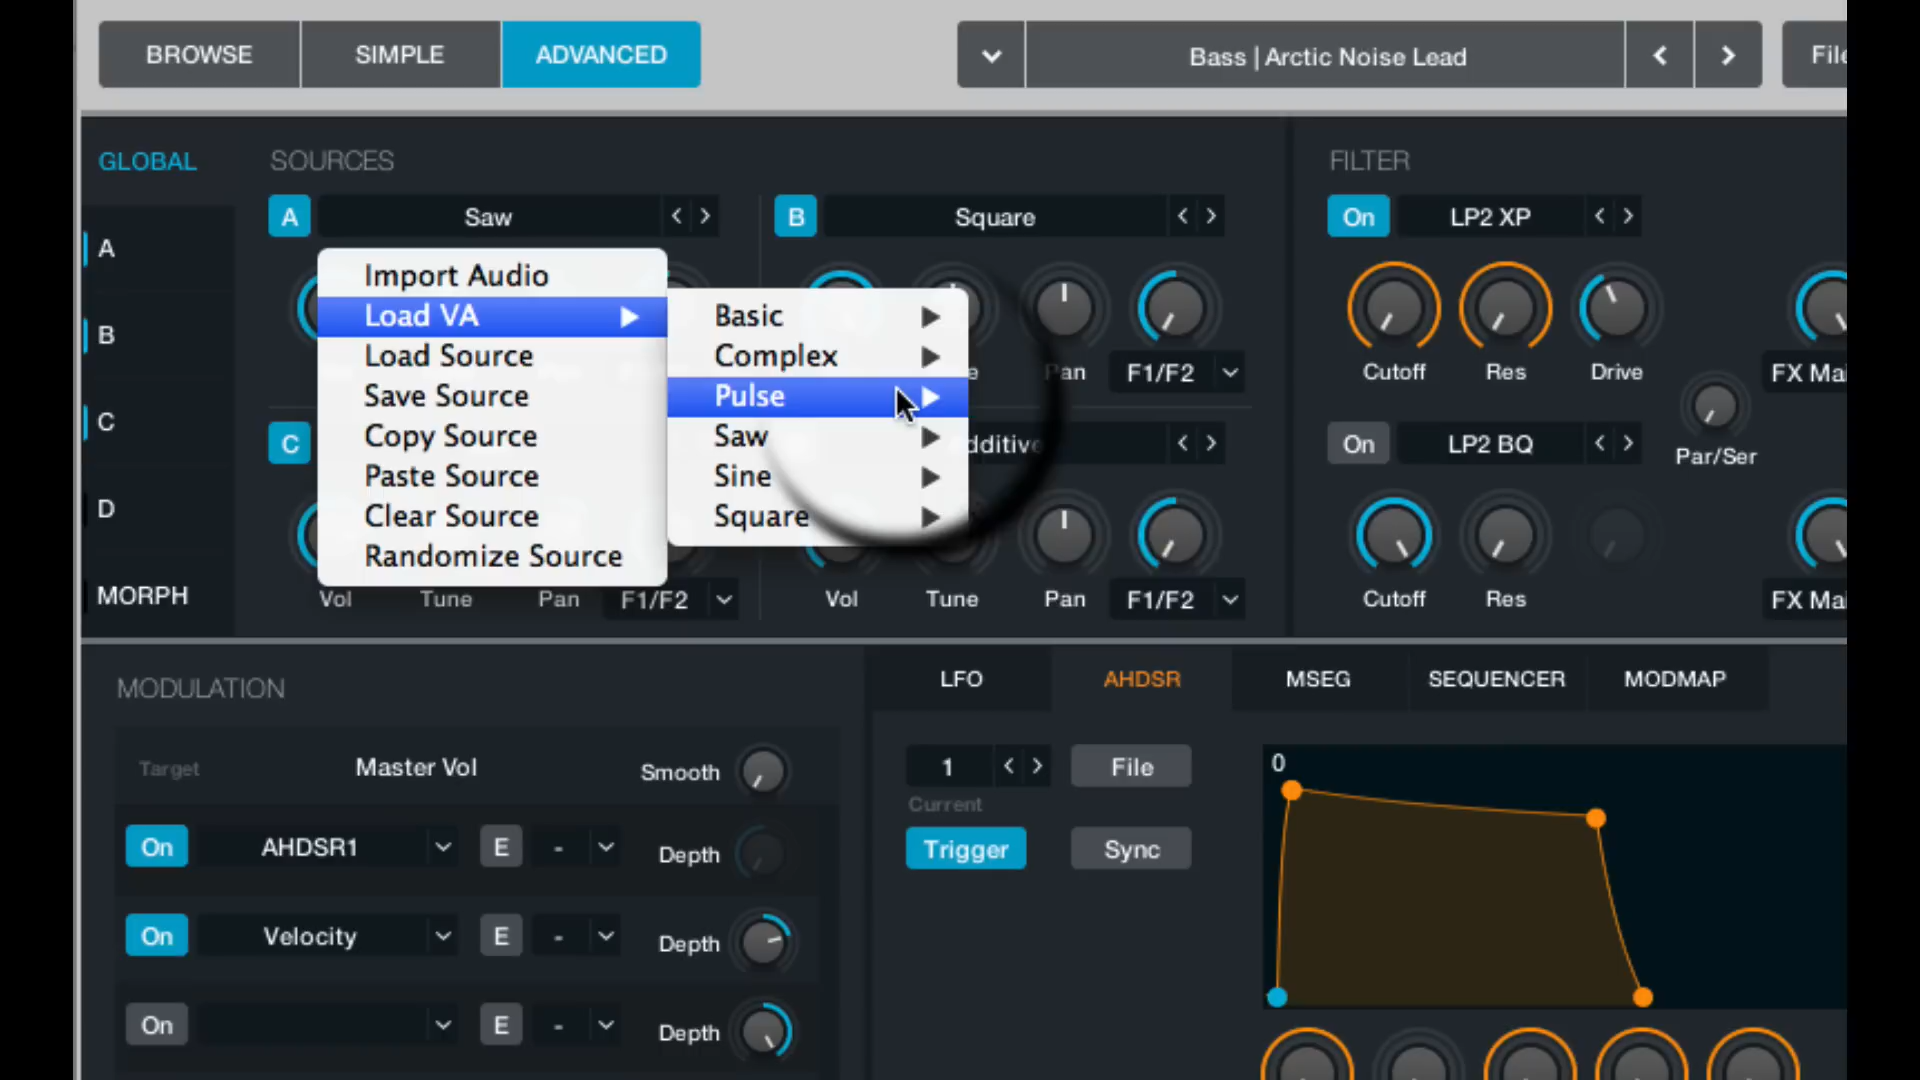 BROWSE SIMPLE ADVANCED Bass | Arctic Noise Lead
GLOBAL
A
B
C
D
MORPH
SOURCES
A Saw
B Square
Pan F1/F2
C
Vol Tune Pan F1/F2
Vol Tune Pan F1/F2
Import Audio
Load VA
Load Source
Save Source
Copy Source
Paste Source
Clear Source
Randomize Source
Basic
Complex
Pulse
Saw
Sine
Square
FILTER
On LP2 XP
Cutoff Res Drive
Par/Ser
On LP2 BQ
Cutoff Res
FX
FX
MODULATION
Target Master Vol Smooth
On AHDSR1 E - Depth
On Velocity E - Depth
On E - Depth
LFO AHDSR MSEG SEQUENCER MODMAP
1 File
Current
Trigger Sync
0